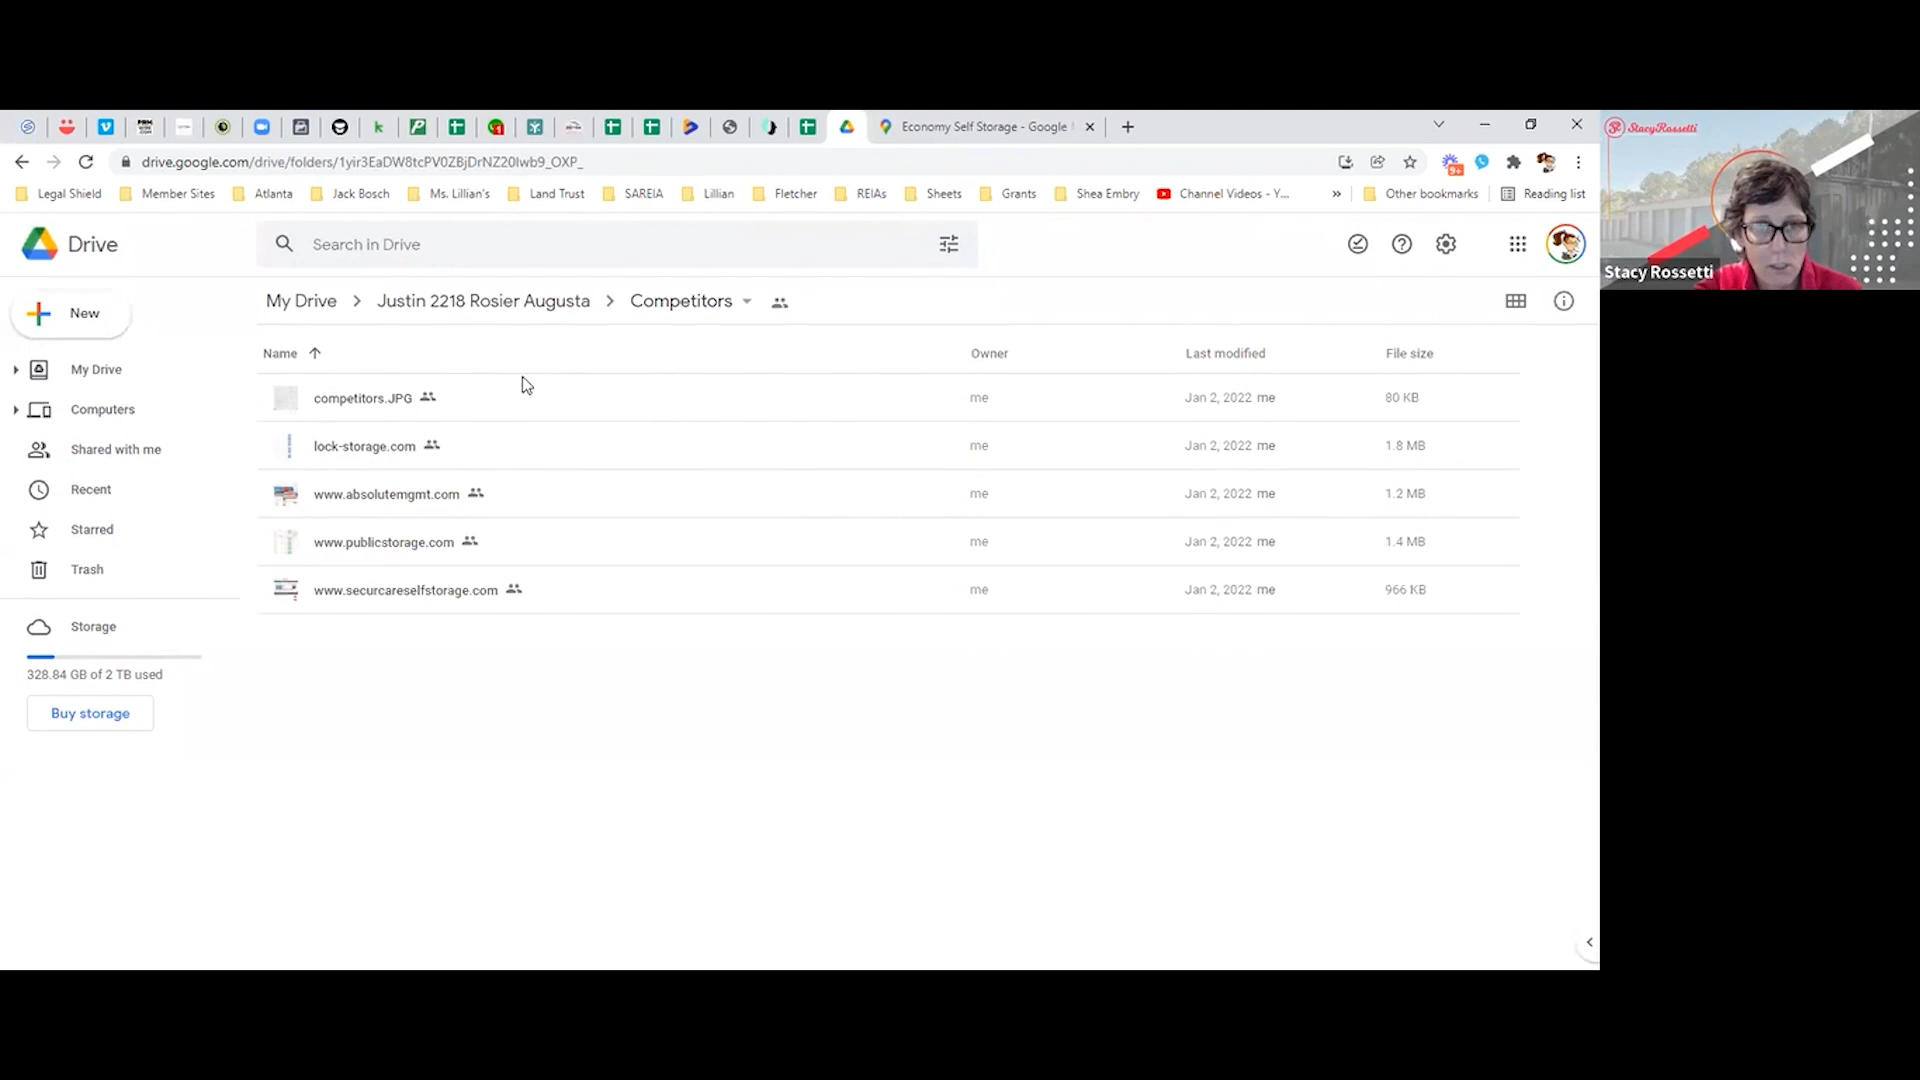 Economy Self Storage - Google
drive.google.com/drive/folders/1yir3EaDW8tcPV0ZBjDrNZ20Iwb9_OXP_
9+
Legal Shield Member Sites Atlanta Jack Bosch Ms. Lillian's Land Trust SAREIA Lillian Fletcher REIAs Sheets Grants Shea Embry Channel Videos - Y... » Other bookmarks Reading list
StacyRossetti
Stacy Rossetti
Drive
Search in Drive
New
My Drive > Justin 2218 Rosier Augusta > Competitors
Name Owner Last modified File size
My Drive
Computers
Shared with me
Recent
Starred
Trash
Storage
328.84 GB of 2 TB used
Buy storage
competitors.JPG me Jan 2, 2022 me 80 KB
lock-storage.com me Jan 2, 2022 me 1.8 MB
www.absolutemgmt.com me Jan 2, 2022 me 1.2 MB
www.publicstorage.com me Jan 2, 2022 me 1.4 MB
www.securcareselfstorage.com me Jan 2, 2022 me 966 KB